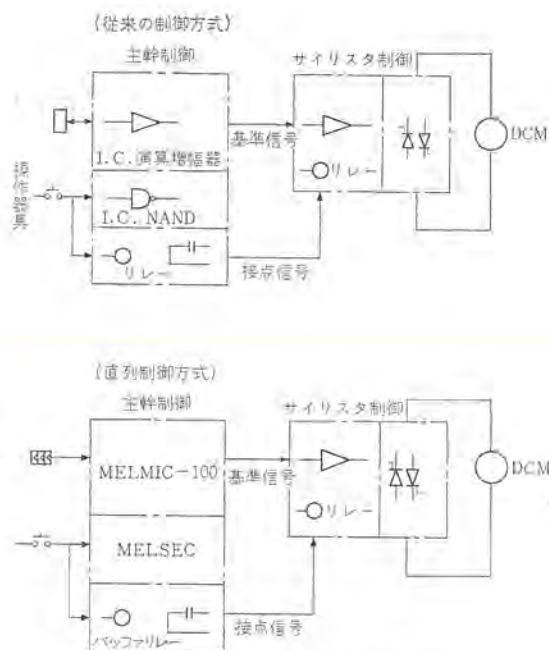 (従来の制御方式)
主幹制御
サイリスタ制御
基準信号
DCM
I.C.演算増幅器
リレー
操作器具
I.C. NAND
リレー
接点信号
(直列制御方式)
主幹制御
サイリスタ制御
MELMIC-100
基準信号
DCM
リレー
MELSEC
バッファリレー
接点信号